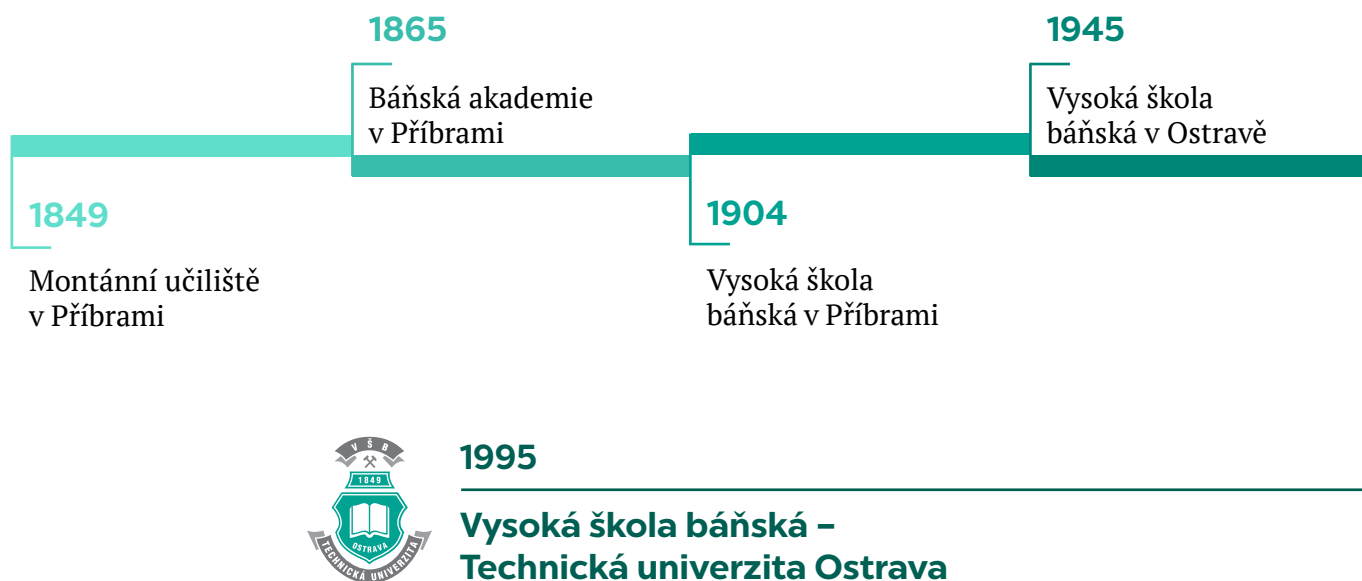 1865
Báňská akademie
v Příbrami
1945
Vysoká škola
báňská v Ostravě
1849
Montánní učiliště
v Příbrami
1904
Vysoká škola
báňská v Příbrami
V Š B
1849
OSTRAVA
TECHNICKÁ UNIVERZITA
1995
Vysoká škola báňská –
Technická univerzita Ostrava